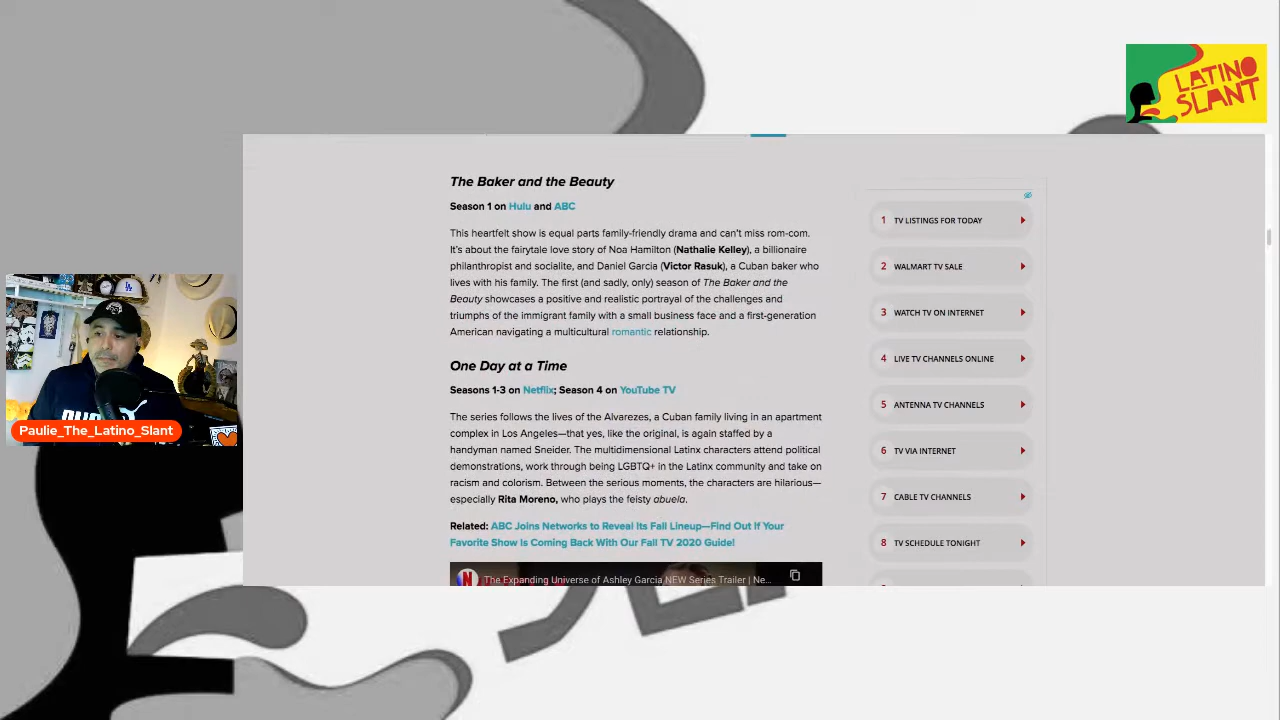 LATINO
SLANT
The Baker and the Beauty
Season 1 on Hulu and ABC
This heartfelt show is equal parts family-friendly drama and can't miss rom-com.
It's about the fairytale love story of Noa Hamilton (Nathalie Kelley), a billionaire
philanthropist and socialite, and Daniel Garcia (Victor Rasuk), a Cuban baker who
lives with his family. The first (and sadly, only) season of The Baker and the
Beauty showcases a positive and realistic portrayal of the challenges and
triumphs of the immigrant family with a small business face and a first-generation
American navigating a multicultural romantic relationship.
One Day at a Time
Seasons 1-3 on Netflix; Season 4 on YouTube TV
The series follows the lives of the Alvarezes, a Cuban family living in an apartment
complex in Los Angeles—that yes, like the original, is again staffed by a
handyman named Sneider. The multidimensional Latinx characters attend political
demonstrations, work through being LGBTQ+ in the Latinx community and take on
racism and colorism. Between the serious moments, the characters are hilarious—
especially Rita Moreno, who plays the feisty abuela.
Related: ABC Joins Networks to Reveal Its Fall Lineup—Find Out If Your
Favorite Show Is Coming Back With Our Fall TV 2020 Guide!
The Expanding Universe of Ashley Garcia NEW Series Trailer | Ne...
1 TV LISTINGS FOR TODAY
2 WALMART TV SALE
3 WATCH TV ON INTERNET
4 LIVE TV CHANNELS ONLINE
5 ANTENNA TV CHANNELS
6 TV VIA INTERNET
7 CABLE TV CHANNELS
8 TV SCHEDULE TONIGHT
Paulie_The_Latino_Slant